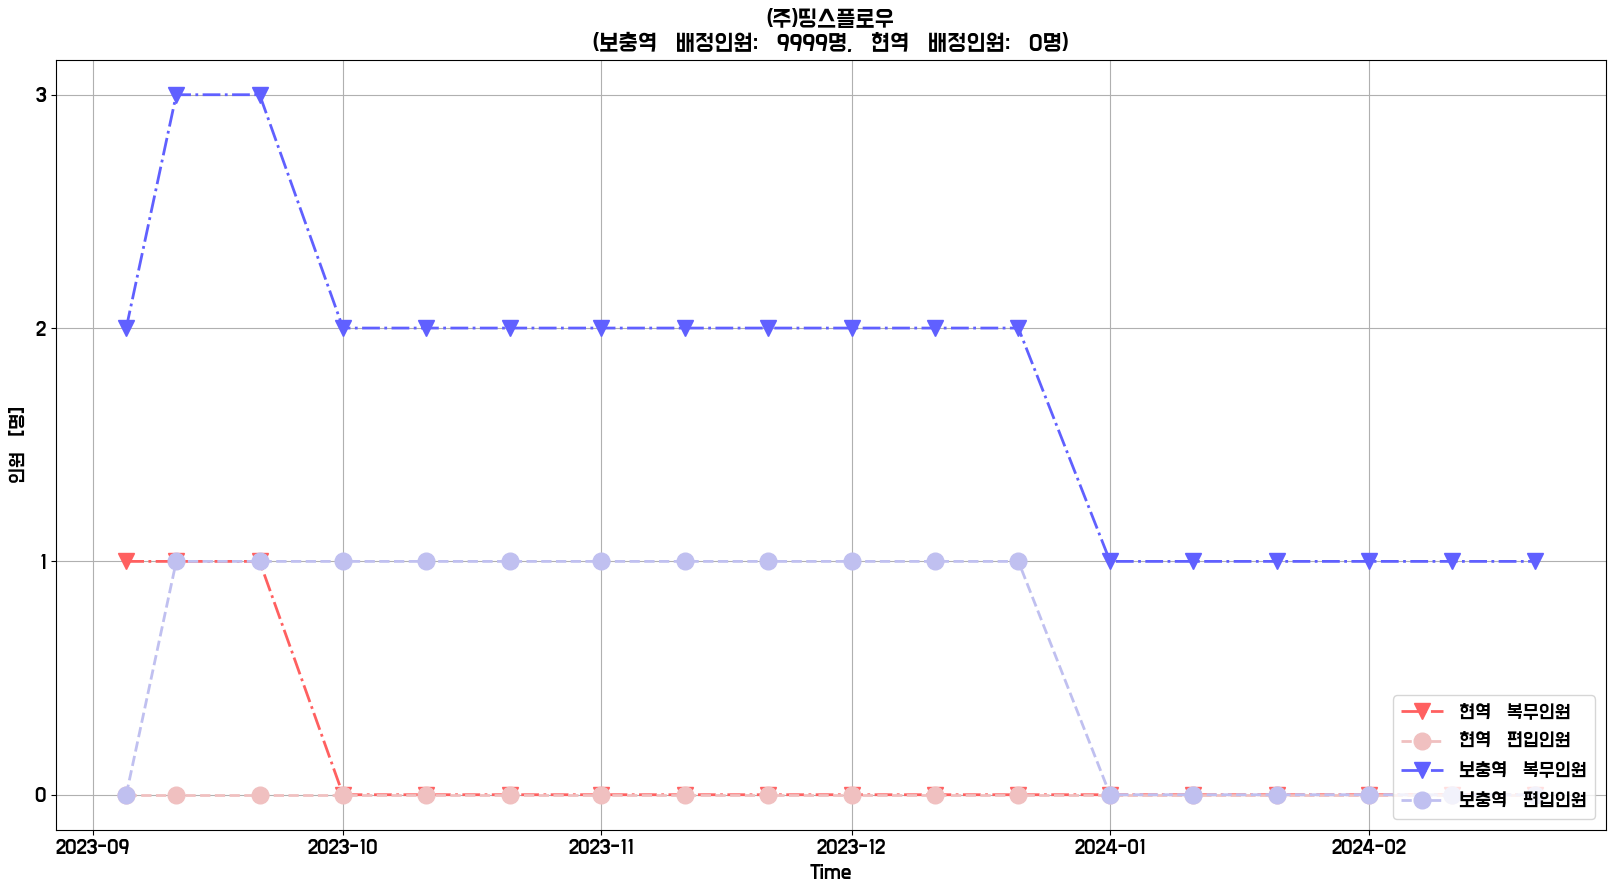 (주)띵스플로우
(보충역 배정인원: 9999명, 현역 배정인원: 0명)
3
2
1
0
인원 [명]
2023-09 2023-10 2023-11 2023-12 2024-01 2024-02
Time
현역 복무인원
현역 편입인원
보충역 복무인원
보충역 편입인원